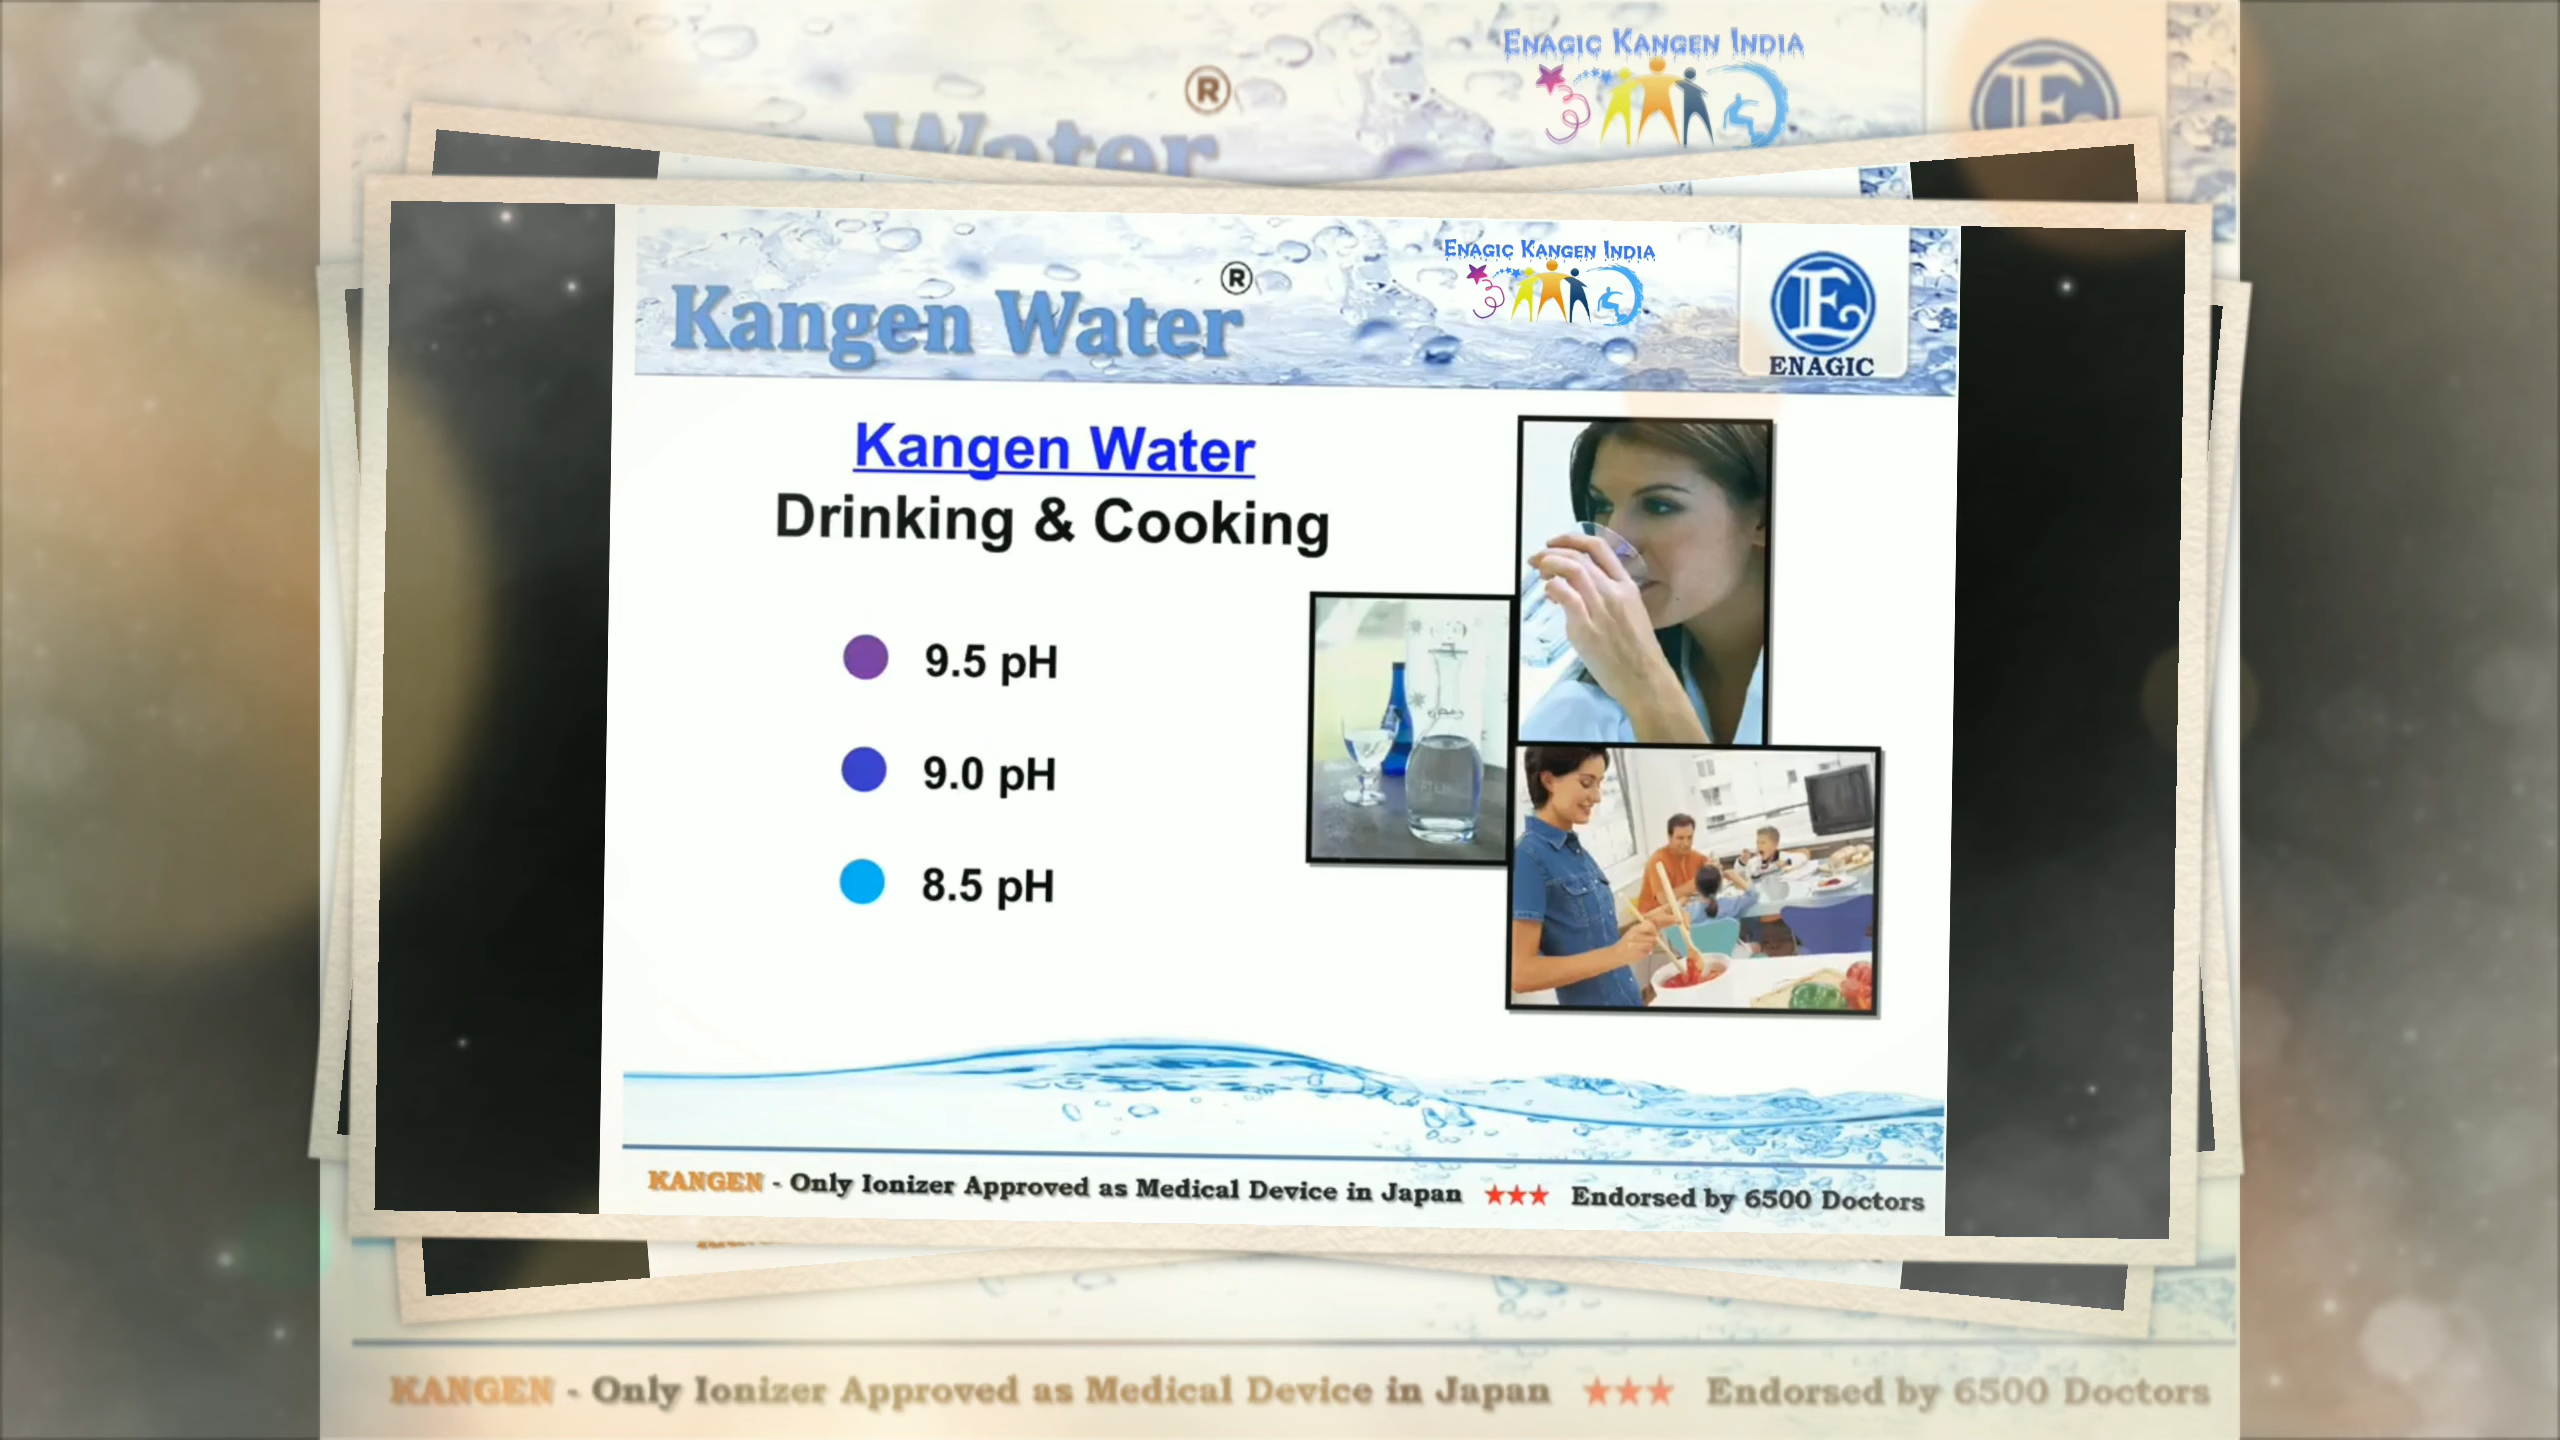 Water®
ENAGIC KANGEN INDIA
E
Kangen Water®
ENAGIC KANGEN INDIA
E
ENAGIC
Kangen Water
Drinking & Cooking
9.5 pH
9.0 pH
8.5 pH
KANGEN - Only Ionizer Approved as Medical Device in Japan ★★★ Endorsed by 6500 Doctors
KANGEN - Only Ionizer Approved as Medical Device in Japan ★★★ Endorsed by 6500 Doctors